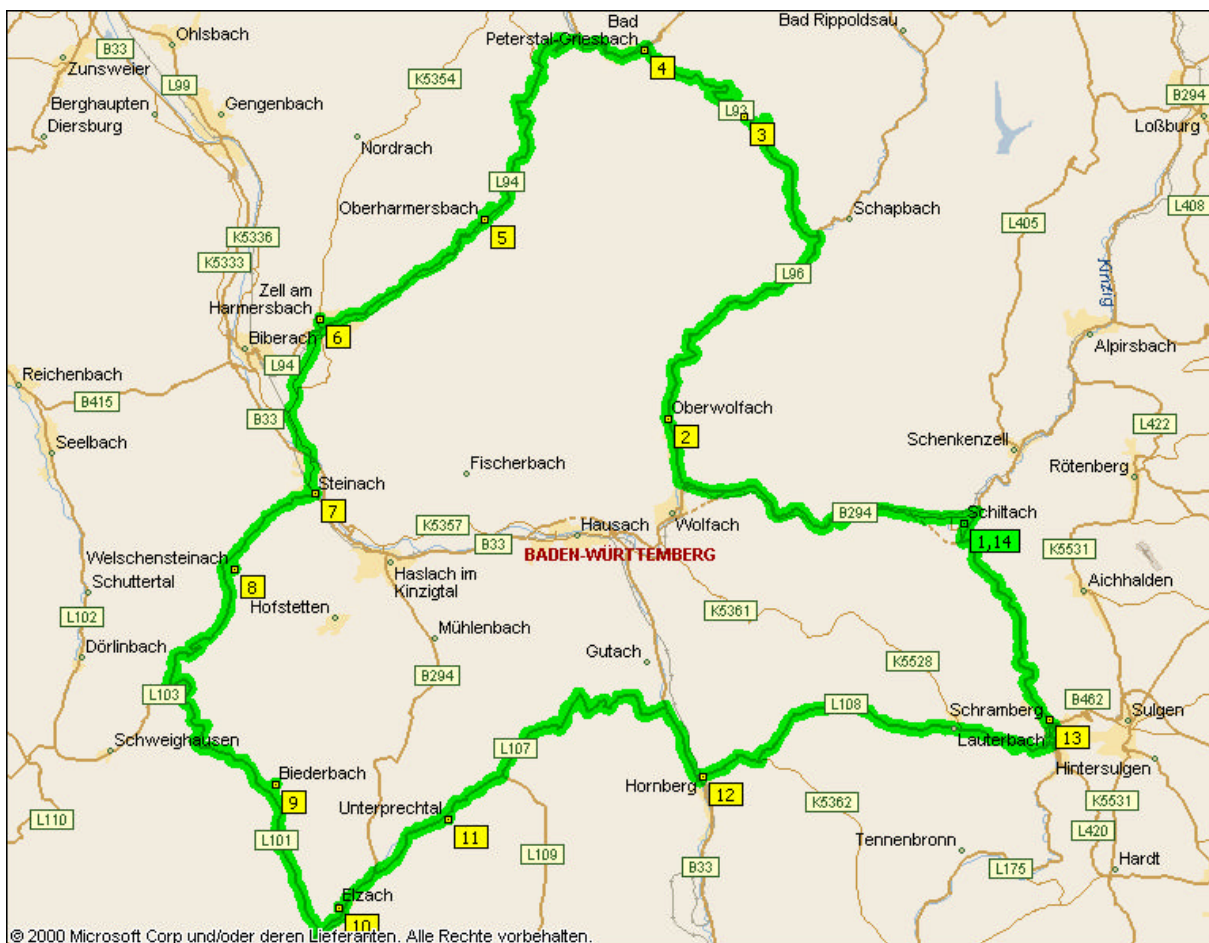 Ohlsbach
B33
Zunsweier
L99
Berghaupten
Diersburg
Gengenbach
K5354
Nordrach
Bad
Peterstal-Griesbach
4
Bad Rippoldsau
L93
3
B294
Loßburg
L94
Oberharmersbach
5
Schapbach
L405
L408
K5336
K5333
L96
Kinzig
Zell am
Harmersbach
6
Biberach
L94
Alpirsbach
Reichenbach
B415
B33
Oberwolfach
2
L422
Seelbach
Schenkenzell
Rötenberg
Fischerbach
Steinach
7
B294
Schiltach
1,14
K5357
Hausach
Wolfach
B33
BADEN-WÜRTTEMBERG
K5531
Welschensteinach
Schuttertal
8
Haslach im
Kinzigtal
Aichhalden
L102
Hofstetten
K5361
Dörlinbach
Mühlenbach
Gutach
K5528
B294
L103
L108
Schramberg
B462
Sulgen
Lauterbach
13
Schweighausen
L107
Hintersulgen
Biederbach
9
Hornberg
12
Unterprechtal
11
K5362
K5531
L110
L101
L109
Tennenbronn
L420
B33
L175
Hardt
Elzach
10
© 2000 Microsoft Corp und/oder deren Lieferanten. Alle Rechte vorbehalten.